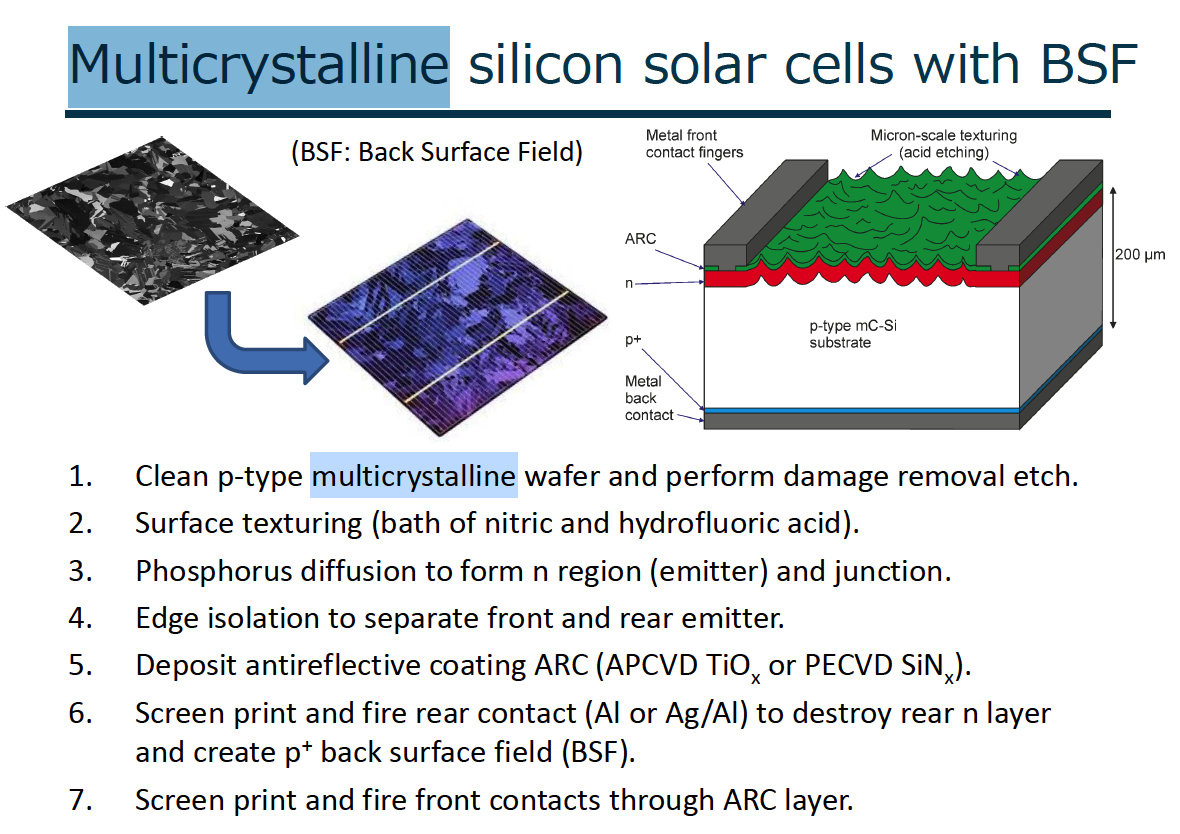 Multicrystalline silicon solar cells with BSF
(BSF: Back Surface Field)
Metal front
contact fingers
Micron-scale texturing
(acid etching)
ARC
n
200 µm
p-type mC-Si
substrate
p+
Metal
back
contact
1. Clean p-type multicrystalline wafer and perform damage removal etch.
2. Surface texturing (bath of nitric and hydrofluoric acid).
3. Phosphorus diffusion to form n region (emitter) and junction.
4. Edge isolation to separate front and rear emitter.
5. Deposit antireflective coating ARC (APCVD TiOx or PECVD SiNx).
6. Screen print and fire rear contact (Al or Ag/Al) to destroy rear n layer
and create p+ back surface field (BSF).
7. Screen print and fire front contacts through ARC layer.